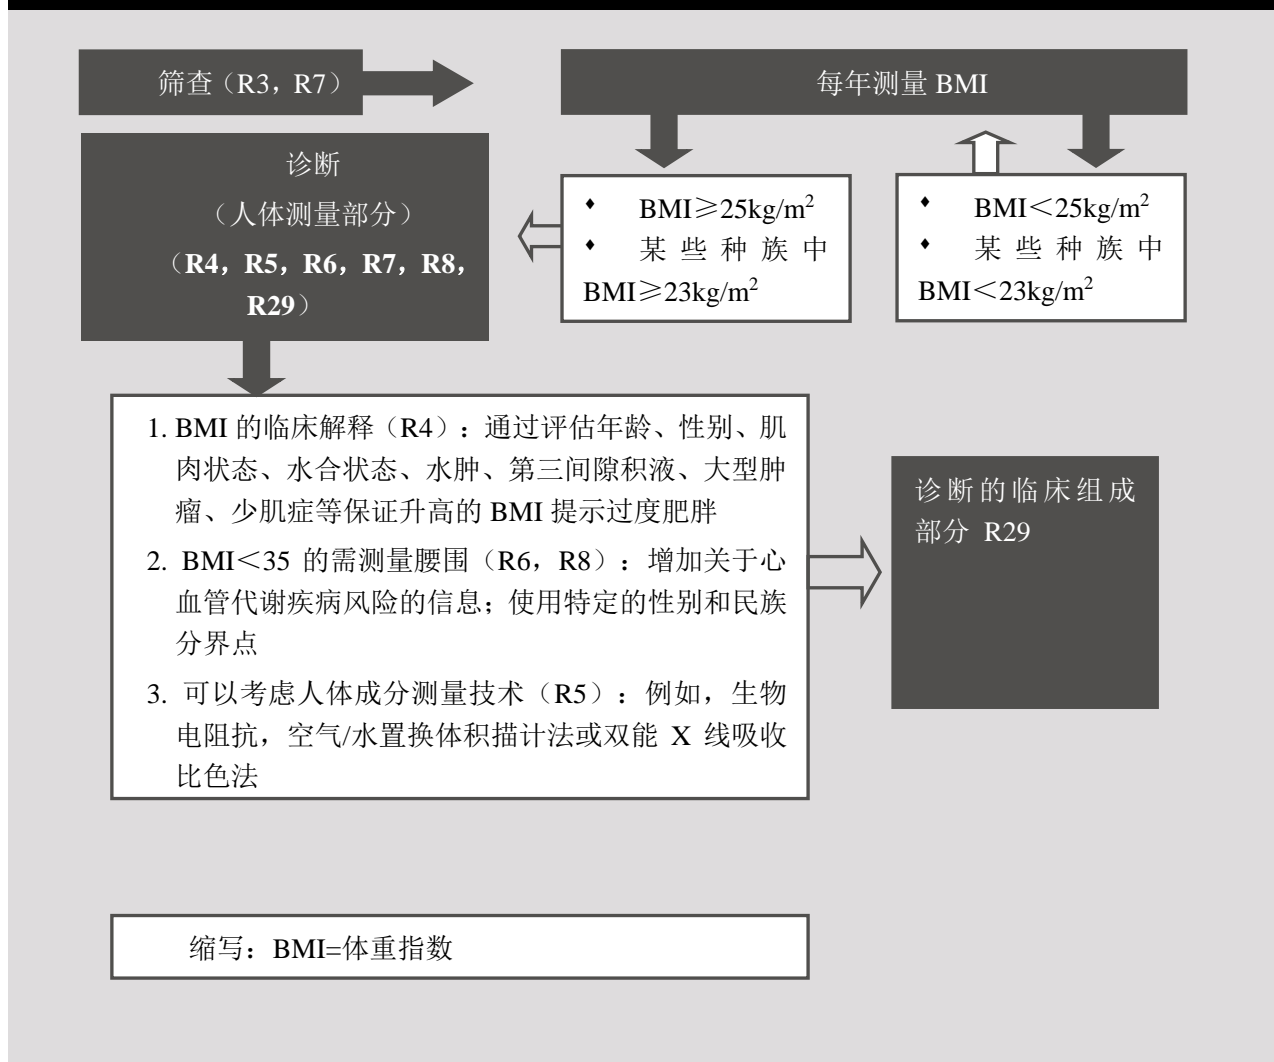 筛查（R3，R7）
每年测量 BMI
诊断
（人体测量部分）
（R4，R5，R6，R7，R8，
R29）
♦ BMI≥25kg/m²
♦ 某些种族中
BMI≥23kg/m²
♦ BMI＜25kg/m²
♦ 某些种族中
BMI＜23kg/m²
1. BMI 的临床解释（R4）：通过评估年龄、性别、肌
肉状态、水合状态、水肿、第三间隙积液、大型肿
瘤、少肌症等保证升高的 BMI 提示过度肥胖
2. BMI＜35 的需测量腰围（R6，R8）：增加关于心
血管代谢疾病风险的信息；使用特定的性别和民族
分界点
3. 可以考虑人体成分测量技术（R5）：例如，生物
电阻抗，空气/水置换体积描计法或双能 X 线吸收
比色法
诊断的临床组成
部分 R29
缩写：BMI=体重指数